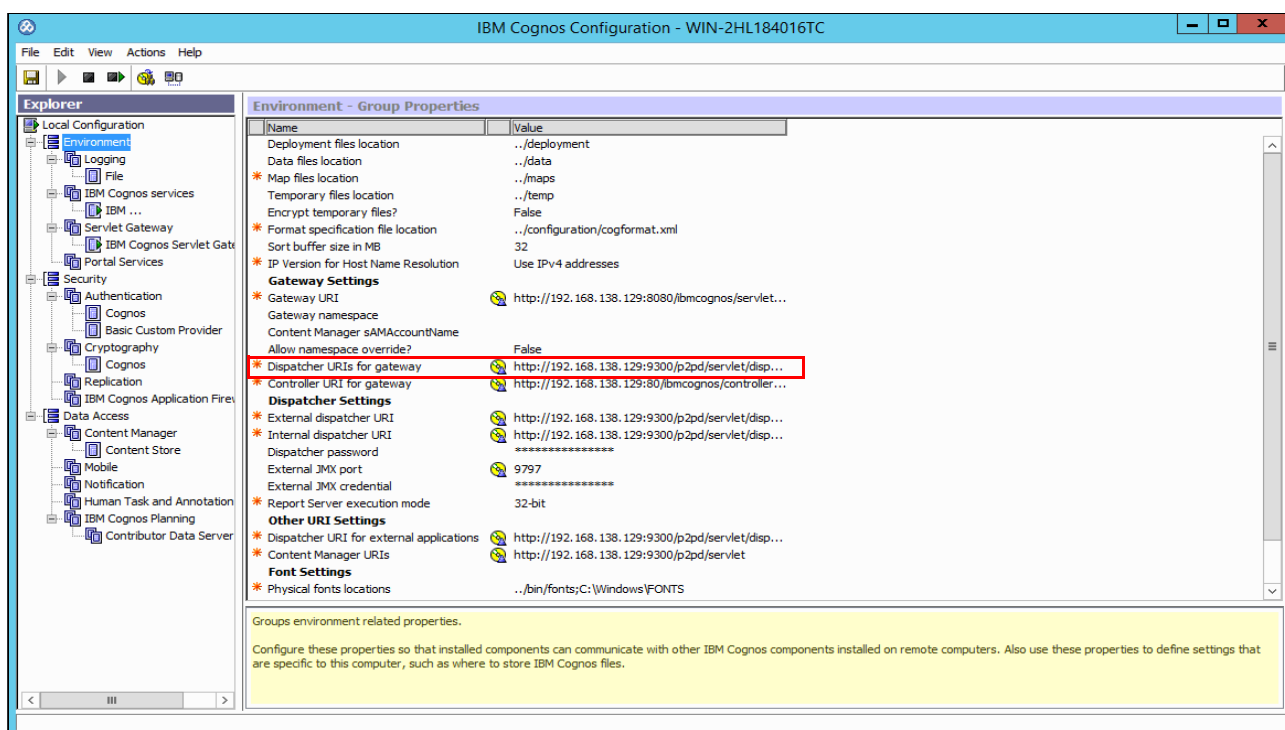 IBM Cognos Configuration - WIN-2HL184016TC
File Edit View Actions Help
Explorer
Local Configuration
Environment
Logging
File
IBM Cognos services
IBM ...
Servlet Gateway
IBM Cognos Servlet Gate
Portal Services
Security
Authentication
Cognos
Basic Custom Provider
Cryptography
Cognos
Replication
IBM Cognos Application Firew
Data Access
Content Manager
Content Store
Mobile
Notification
Human Task and Annotation
IBM Cognos Planning
Contributor Data Server
Environment - Group Properties
Name Value
Deployment files location ../deployment
Data files location ../data
* Map files location ../maps
Temporary files location ../temp
Encrypt temporary files? False
* Format specification file location ../configuration/cogformat.xml
Sort buffer size in MB 32
* IP Version for Host Name Resolution Use IPv4 addresses
Gateway Settings
* Gateway URI http://192.168.138.129:8080/ibmcognos/servlet...
Gateway namespace
Content Manager sAMAccountName
Allow namespace override? False
* Dispatcher URIs for gateway http://192.168.138.129:9300/p2pd/servlet/disp...
* Controller URI for gateway http://192.168.138.129:80/ibmcognos/controller...
Dispatcher Settings
* External dispatcher URI http://192.168.138.129:9300/p2pd/servlet/disp...
* Internal dispatcher URI http://192.168.138.129:9300/p2pd/servlet/disp...
Dispatcher password ***************
External JMX port 9797
External JMX credential ***************
* Report Server execution mode 32-bit
Other URI Settings
* Dispatcher URI for external applications http://192.168.138.129:9300/p2pd/servlet/disp...
* Content Manager URIs http://192.168.138.129:9300/p2pd/servlet
Font Settings
* Physical fonts locations ../bin/fonts;C:\Windows\FONTS
Groups environment related properties.
Configure these properties so that installed components can communicate with other IBM Cognos components installed on remote computers. Also use these properties to define settings that
are specific to this computer, such as where to store IBM Cognos files.